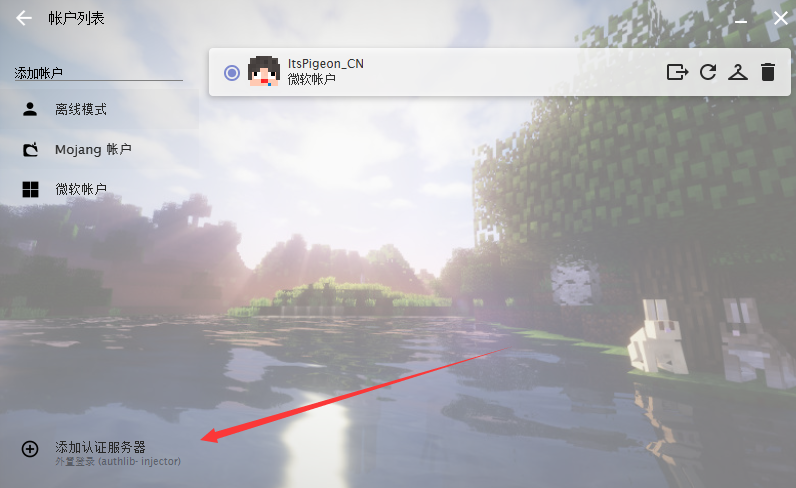 帐户列表
添加帐户
离线模式
Mojang 帐户
微软帐户
ItsPigeon_CN
微软帐户
添加认证服务器
外置登录 (authlib- injector)